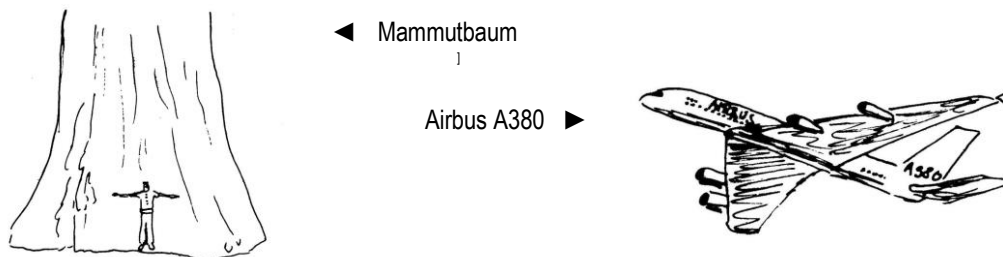 ◄ Mammutbaum
]
Airbus A380 ►
AIRBUS
A380